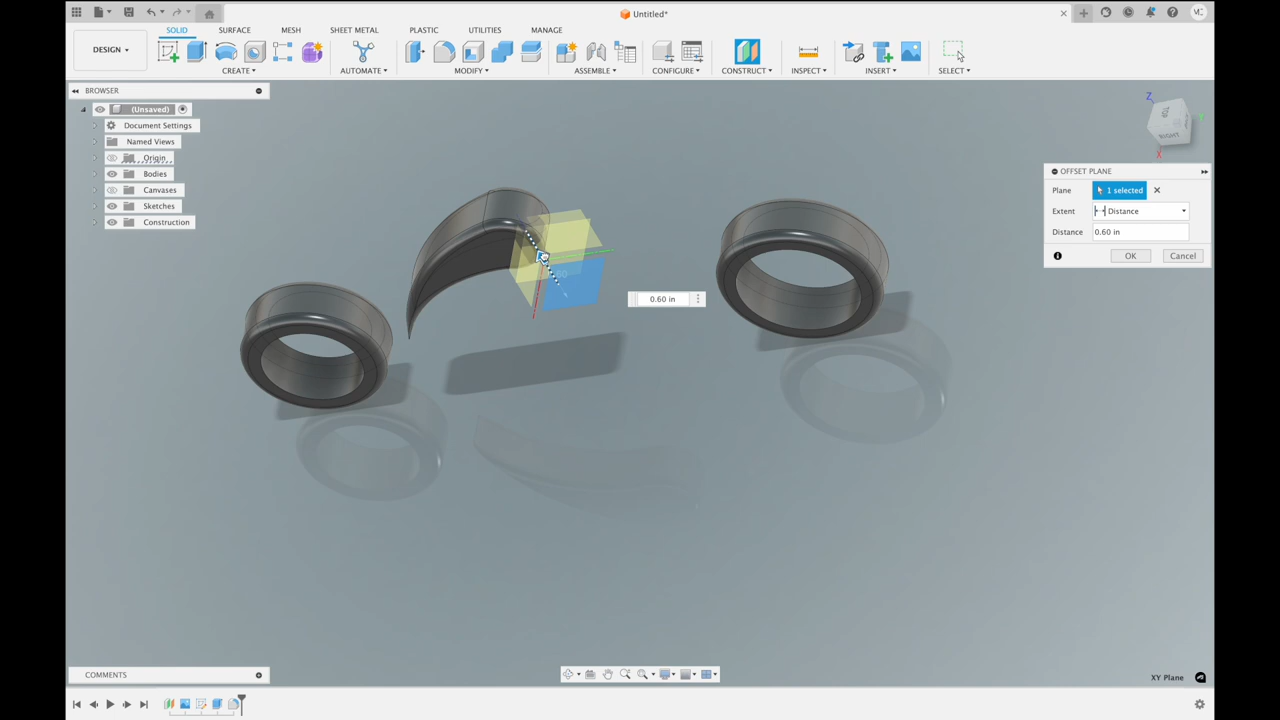 Untitled*
MC
DESIGN
SOLID SURFACE MESH SHEET METAL PLASTIC UTILITIES MANAGE
CREATE AUTOMATE MODIFY ASSEMBLE CONFIGURE CONSTRUCT INSPECT INSERT SELECT
BROWSER
(Unsaved)
Document Settings
Named Views
Origin
Bodies
Canvases
Sketches
Construction
Z
TOP
X
OFFSET PLANE
Plane 1 selected
Extent Distance
Distance 0.60 in
OK Cancel
0.60 in
COMMENTS
XY Plane